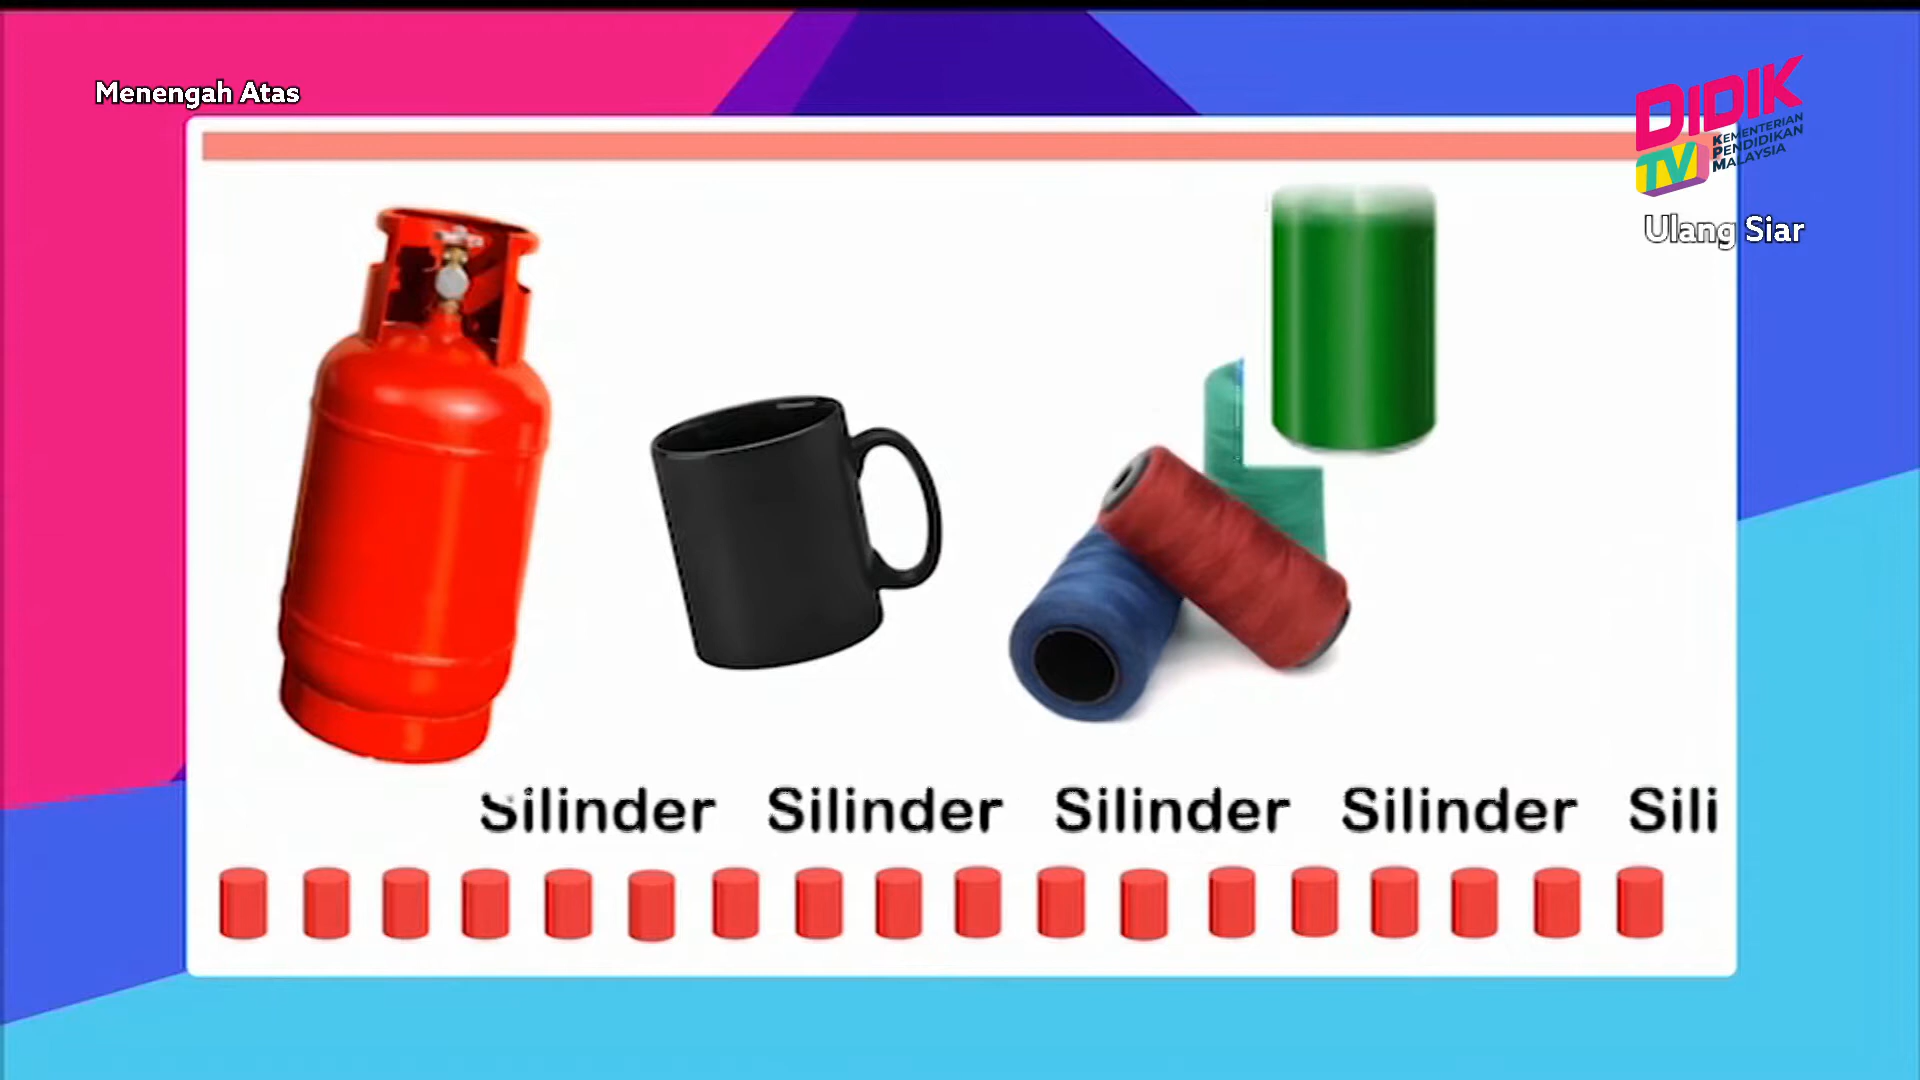 Menengah Atas
DIDIK
TV
KEMENTERIAN
PENDIDIKAN
MALAYSIA
Ulang Siar
Silinder Silinder Silinder Silinder Sili